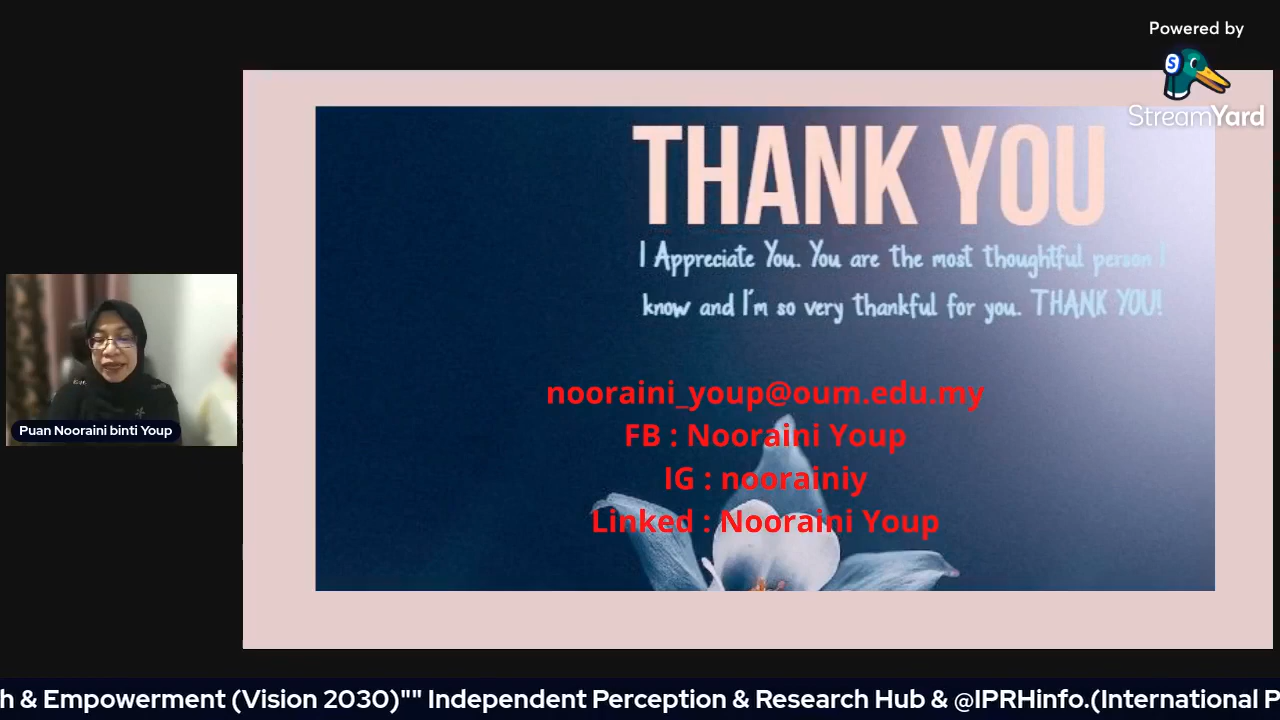 Powered by
StreamYard
THANK YOU
I Appreciate You. You are the most thoughtful person I
know and I'm so very thankful for you. THANK YOU!
nooraini_youp@oum.edu.my
FB : Nooraini Youp
IG : noorainiy
Linked : Nooraini Youp
Puan Nooraini binti Youp
h & Empowerment (Vision 2030)"" Independent Perception & Research Hub & @IPRHinfo.(International P